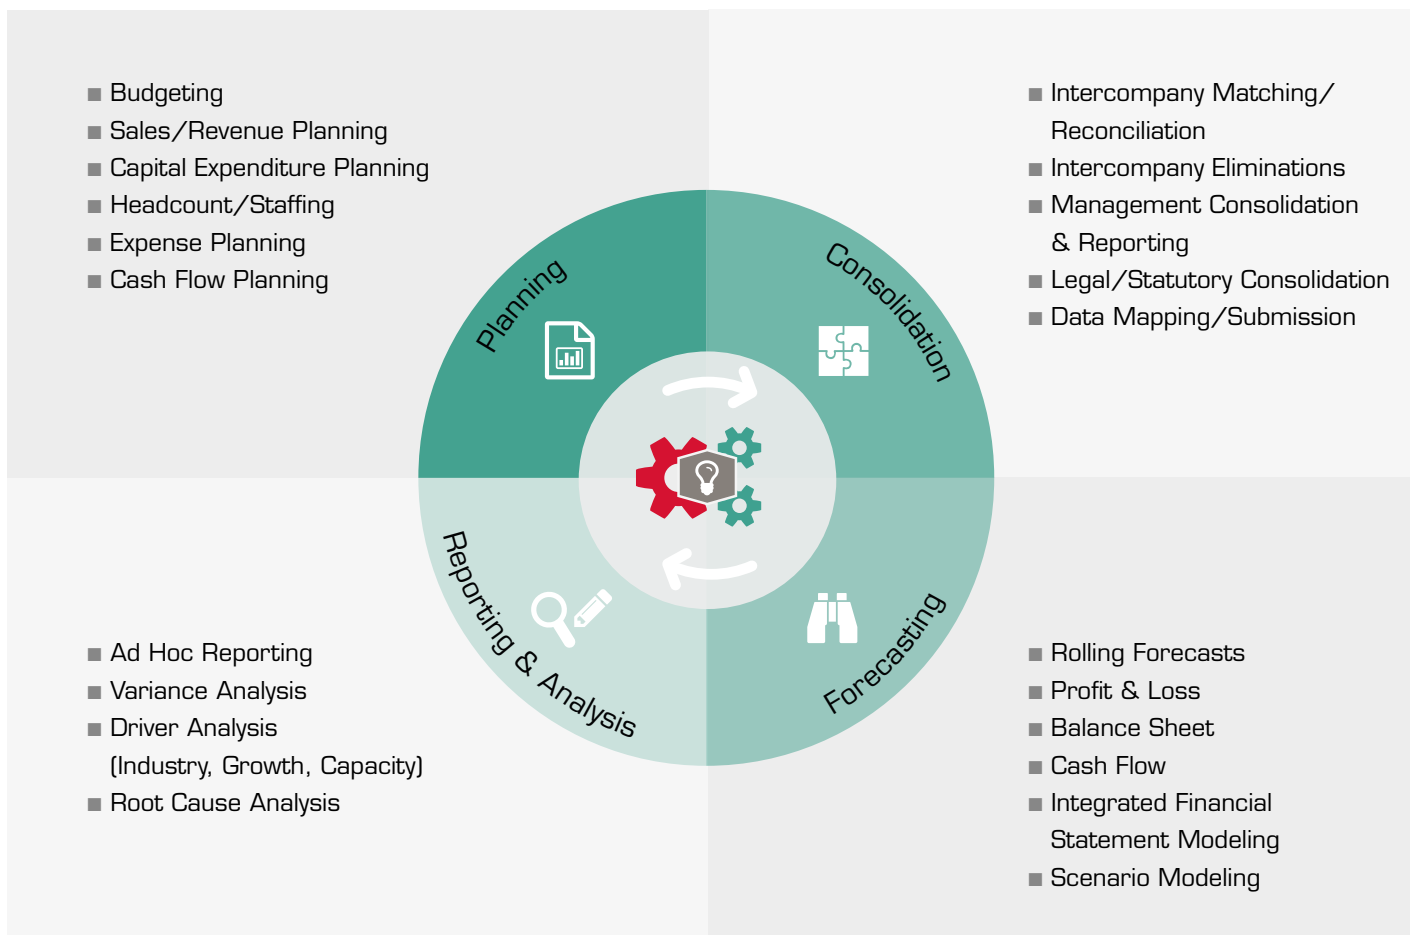 ■ Budgeting
■ Sales/Revenue Planning
■ Capital Expenditure Planning
■ Headcount/Staffing
■ Expense Planning
■ Cash Flow Planning
■ Intercompany Matching/
Reconciliation
■ Intercompany Eliminations
■ Management Consolidation
& Reporting
■ Legal/Statutory Consolidation
■ Data Mapping/Submission
Planning
Consolidation
Reporting & Analysis
Forecasting
■ Ad Hoc Reporting
■ Variance Analysis
■ Driver Analysis
(Industry, Growth, Capacity)
■ Root Cause Analysis
■ Rolling Forecasts
■ Profit & Loss
■ Balance Sheet
■ Cash Flow
■ Integrated Financial
Statement Modeling
■ Scenario Modeling